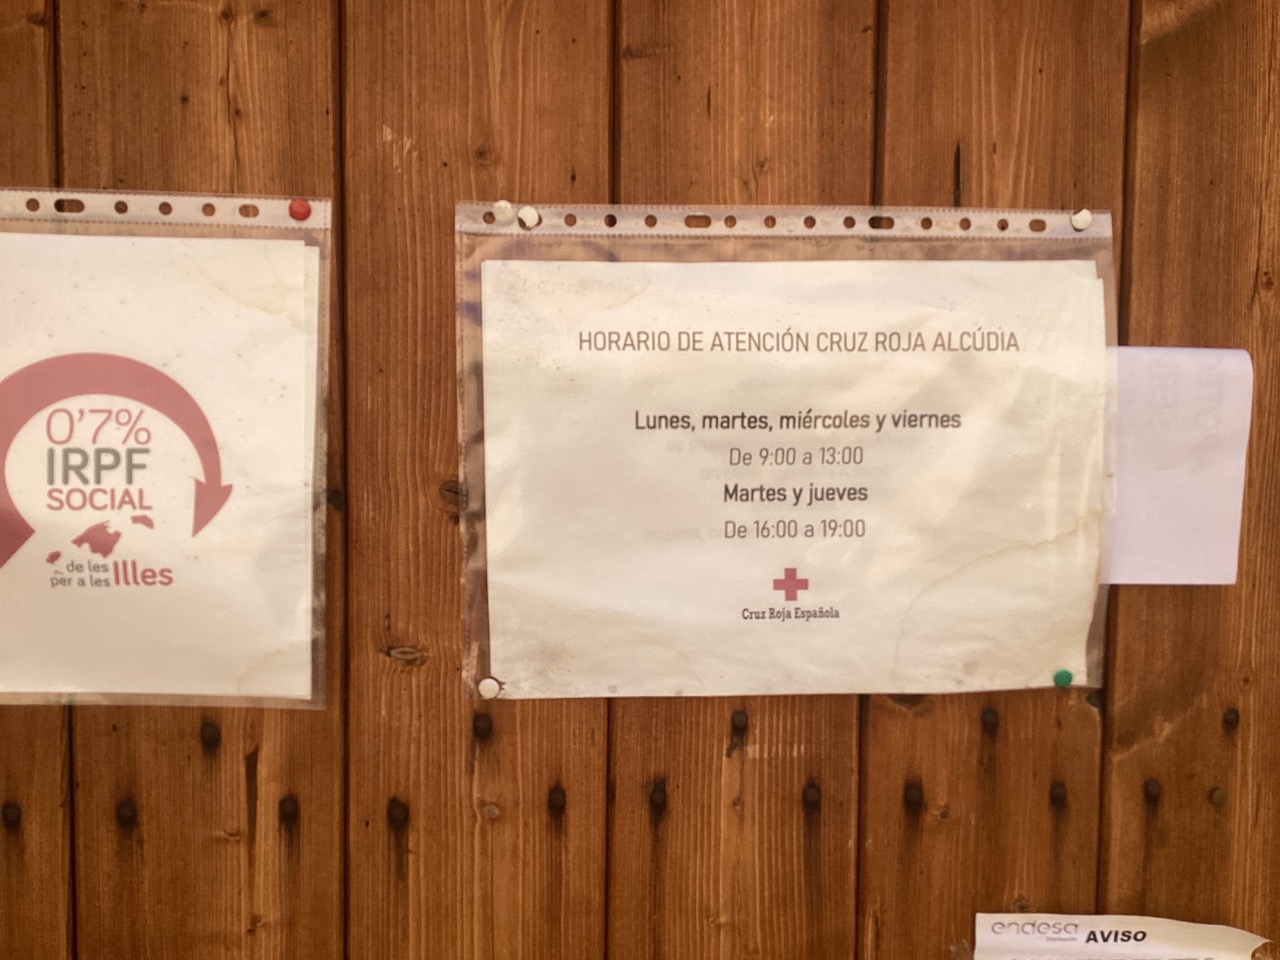 0'7%
IRPF
SOCIAL
de les
per a les Illes
HORARIO DE ATENCIÓN CRUZ ROJA ALCÚDIA
Lunes, martes, miércoles y viernes
De 9:00 a 13:00
Martes y jueves
De 16:00 a 19:00
Cruz Roja Española
endesa AVISO